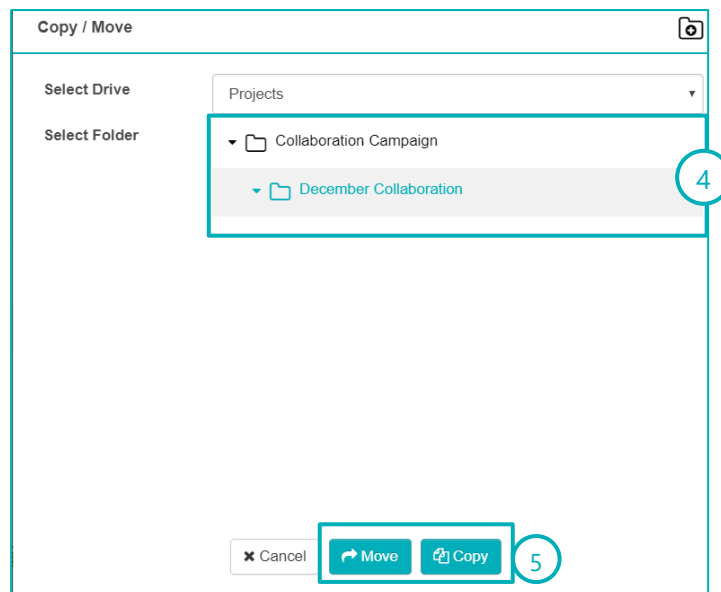 Copy / Move
Select Drive
Projects
Select Folder
Collaboration Campaign
4
December Collaboration
Cancel
Move
Copy
5